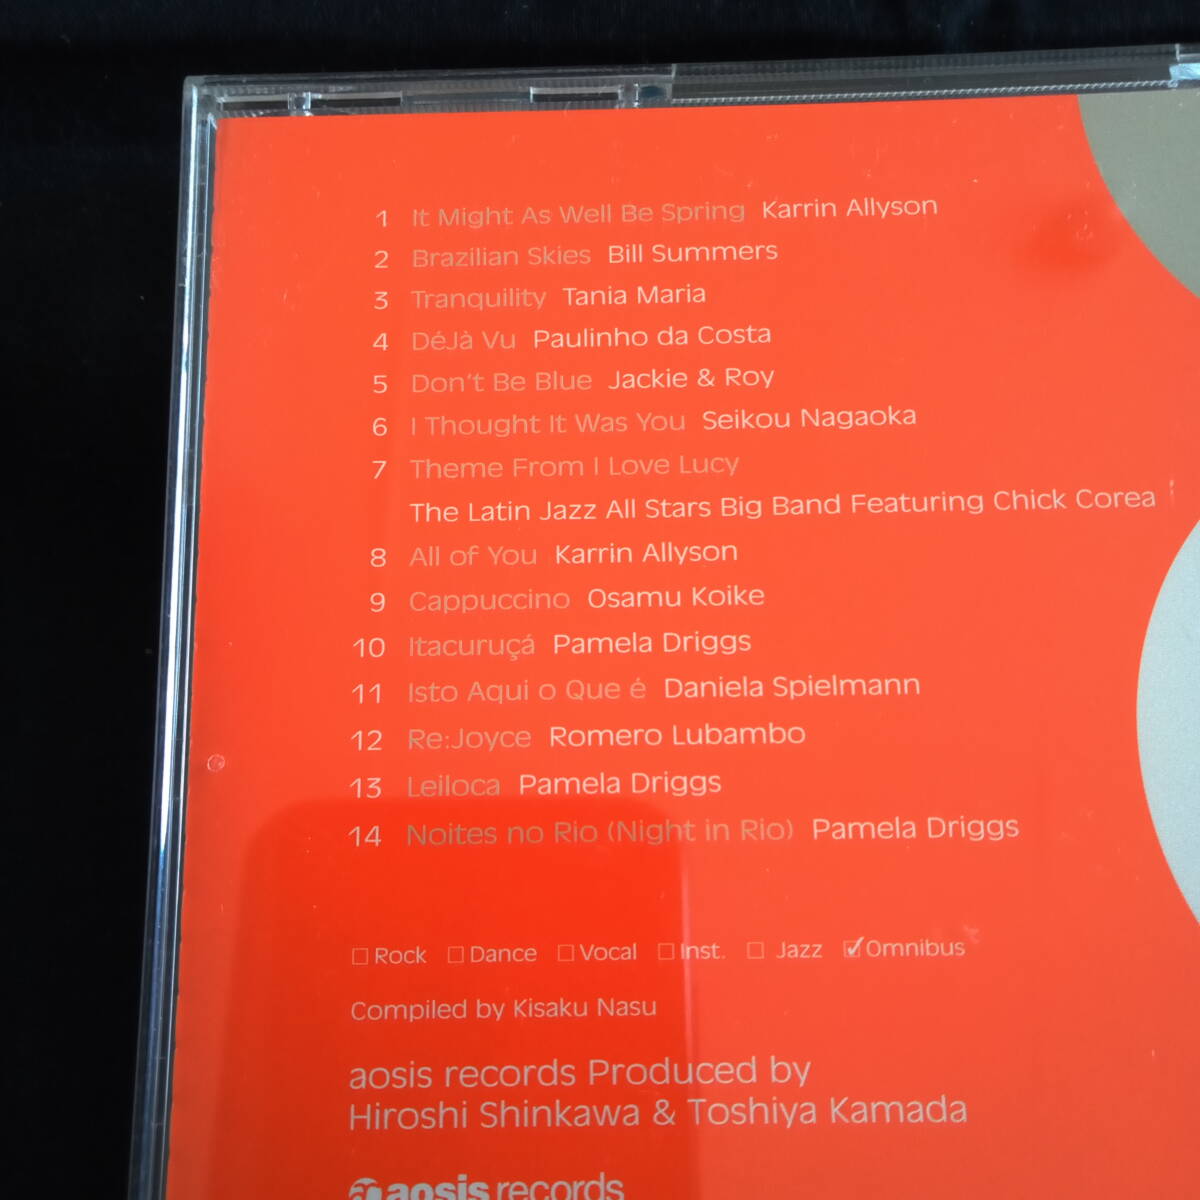 1 It Might As Well Be Spring Karrin Allyson
2 Brazilian Skies Bill Summers
3 Tranquility Tania Maria
4 DéJà Vu Paulinho da Costa
5 Don't Be Blue Jackie & Roy
6 I Thought It Was You Seikou Nagaoka
7 Theme From I Love Lucy
The Latin Jazz All Stars Big Band Featuring Chick Corea
8 All of You Karrin Allyson
9 Cappuccino Osamu Koike
10 Itacuruçá Pamela Driggs
11 Isto Aqui o Que é Daniela Spielmann
12 Re:Joyce Romero Lubambo
13 Leiloca Pamela Driggs
14 Noites no Rio (Night in Rio) Pamela Driggs
☐ Rock ☐ Dance ☐ Vocal ☐ Inst. ☐ Jazz ☑ Omnibus
Compiled by Kisaku Nasu
aosis records Produced by
Hiroshi Shinkawa & Toshiya Kamada
aosis records